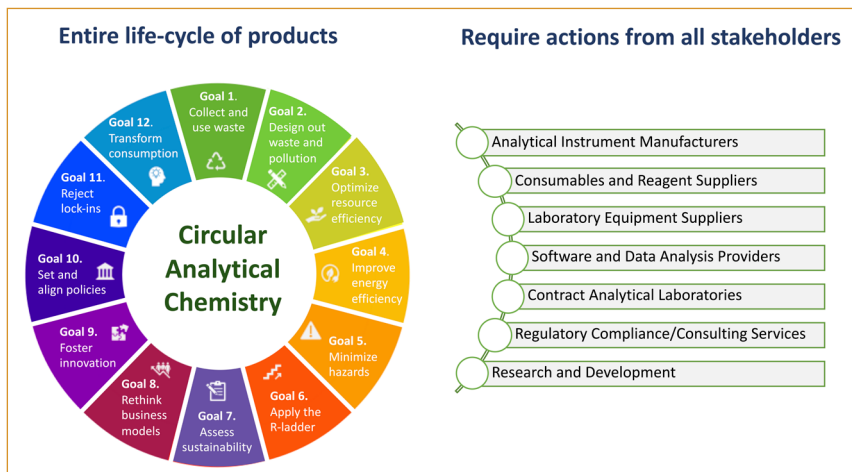 Entire life-cycle of products
Require actions from all stakeholders
Goal 1.
Collect and
use waste
Goal 2.
Design out
waste and
pollution
Goal 3.
Optimize
resource
efficiency
Goal 4.
Improve
energy
efficiency
Goal 5.
Minimize
hazards
Goal 6.
Apply the
R-ladder
Goal 7.
Assess
sustainability
Goal 8.
Rethink
business
models
Goal 9.
Foster
innovation
Goal 10.
Set and
align policies
Goal 11.
Reject
lock-ins
Goal 12.
Transform
consumption
Circular
Analytical
Chemistry
Analytical Instrument Manufacturers
Consumables and Reagent Suppliers
Laboratory Equipment Suppliers
Software and Data Analysis Providers
Contract Analytical Laboratories
Regulatory Compliance/Consulting Services
Research and Development